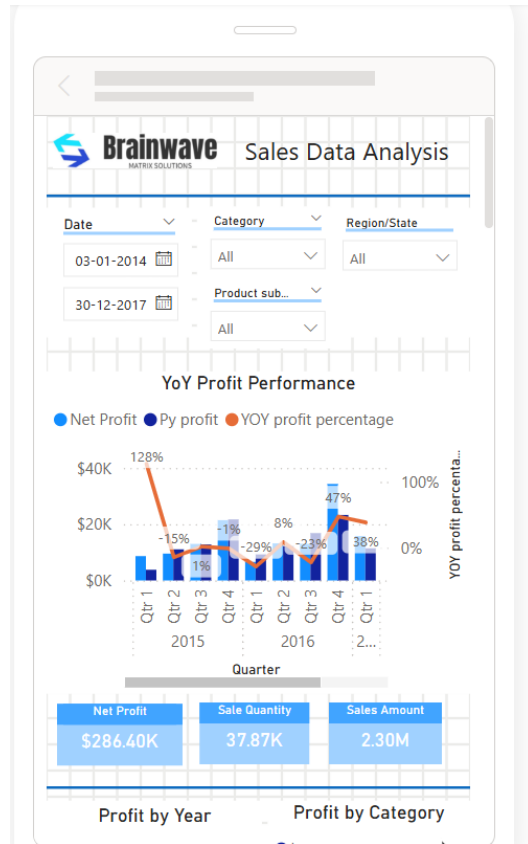 Brainwave
MATRIX SOLUTIONS
Sales Data Analysis
Date
03-01-2014
30-12-2017
Category
All
Product sub...
All
Region/State
All
YoY Profit Performance
Net Profit Py profit YOY profit percentage
$40K
$20K
$0K
128%
-15%
1%
-1%
-29%
8%
-23%
47%
38%
100%
0%
YOY profit percenta...
Qtr 1
Qtr 2
Qtr 3
Qtr 4
Qtr 1
Qtr 2
Qtr 3
Qtr 4
Qtr 1
2015
2016
2...
Quarter
Net Profit
$286.40K
Sale Quantity
37.87K
Sales Amount
2.30M
Profit by Year
Profit by Category